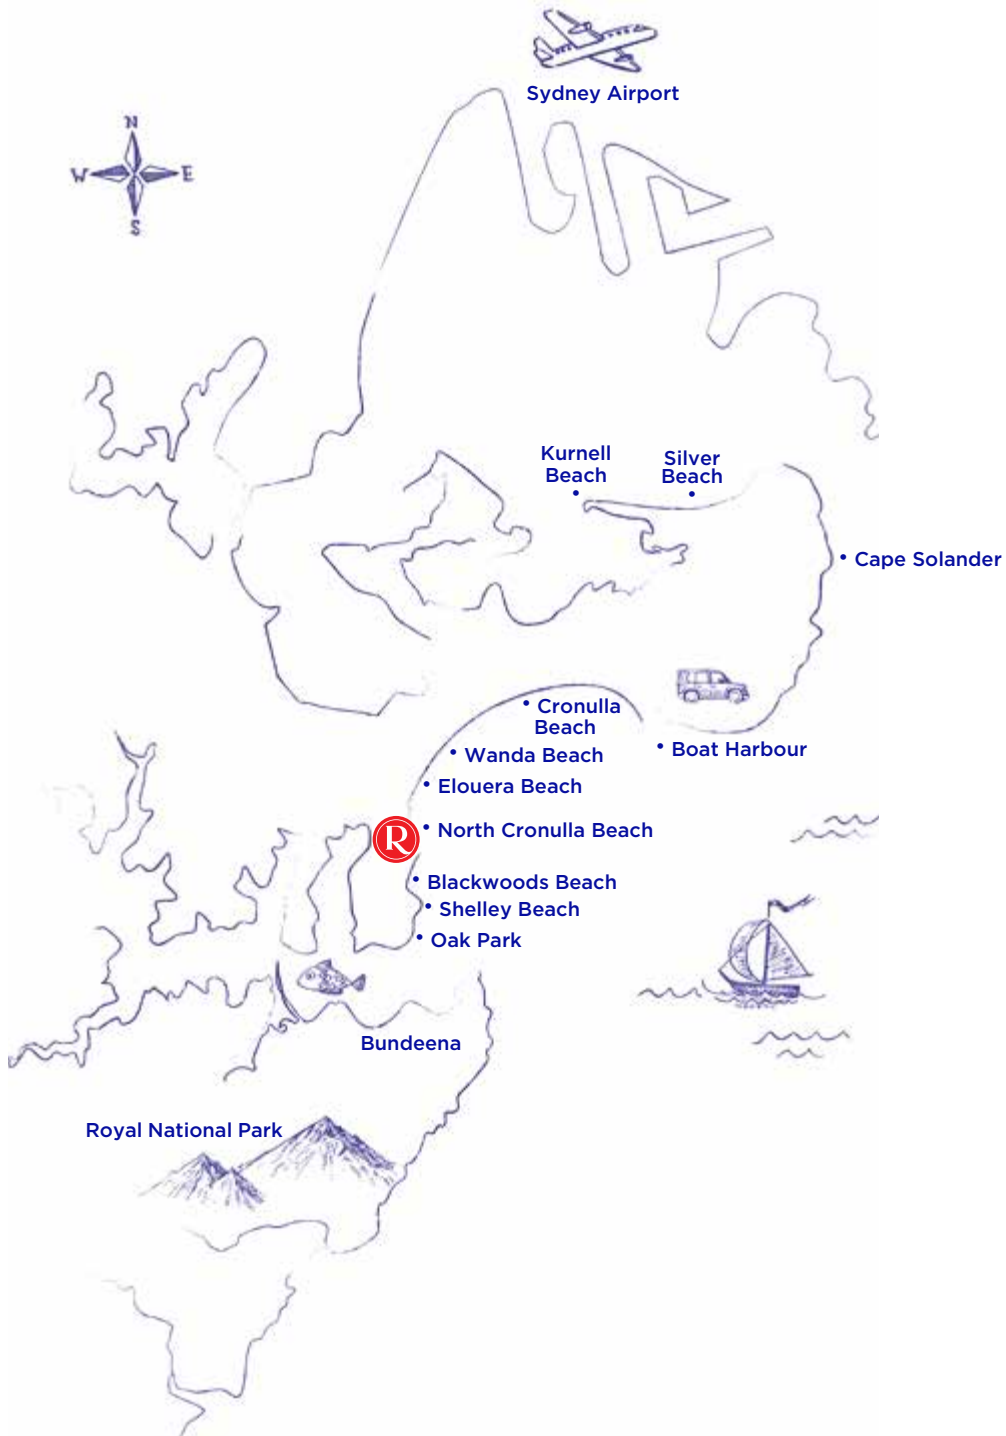 Sydney Airport
N
W E
S
Kurnell
Beach
Silver
Beach
• Cape Solander
• Cronulla
Beach
• Boat Harbour
• Wanda Beach
• Elouera Beach
R
• North Cronulla Beach
• Blackwoods Beach
• Shelley Beach
• Oak Park
Bundeena
Royal National Park